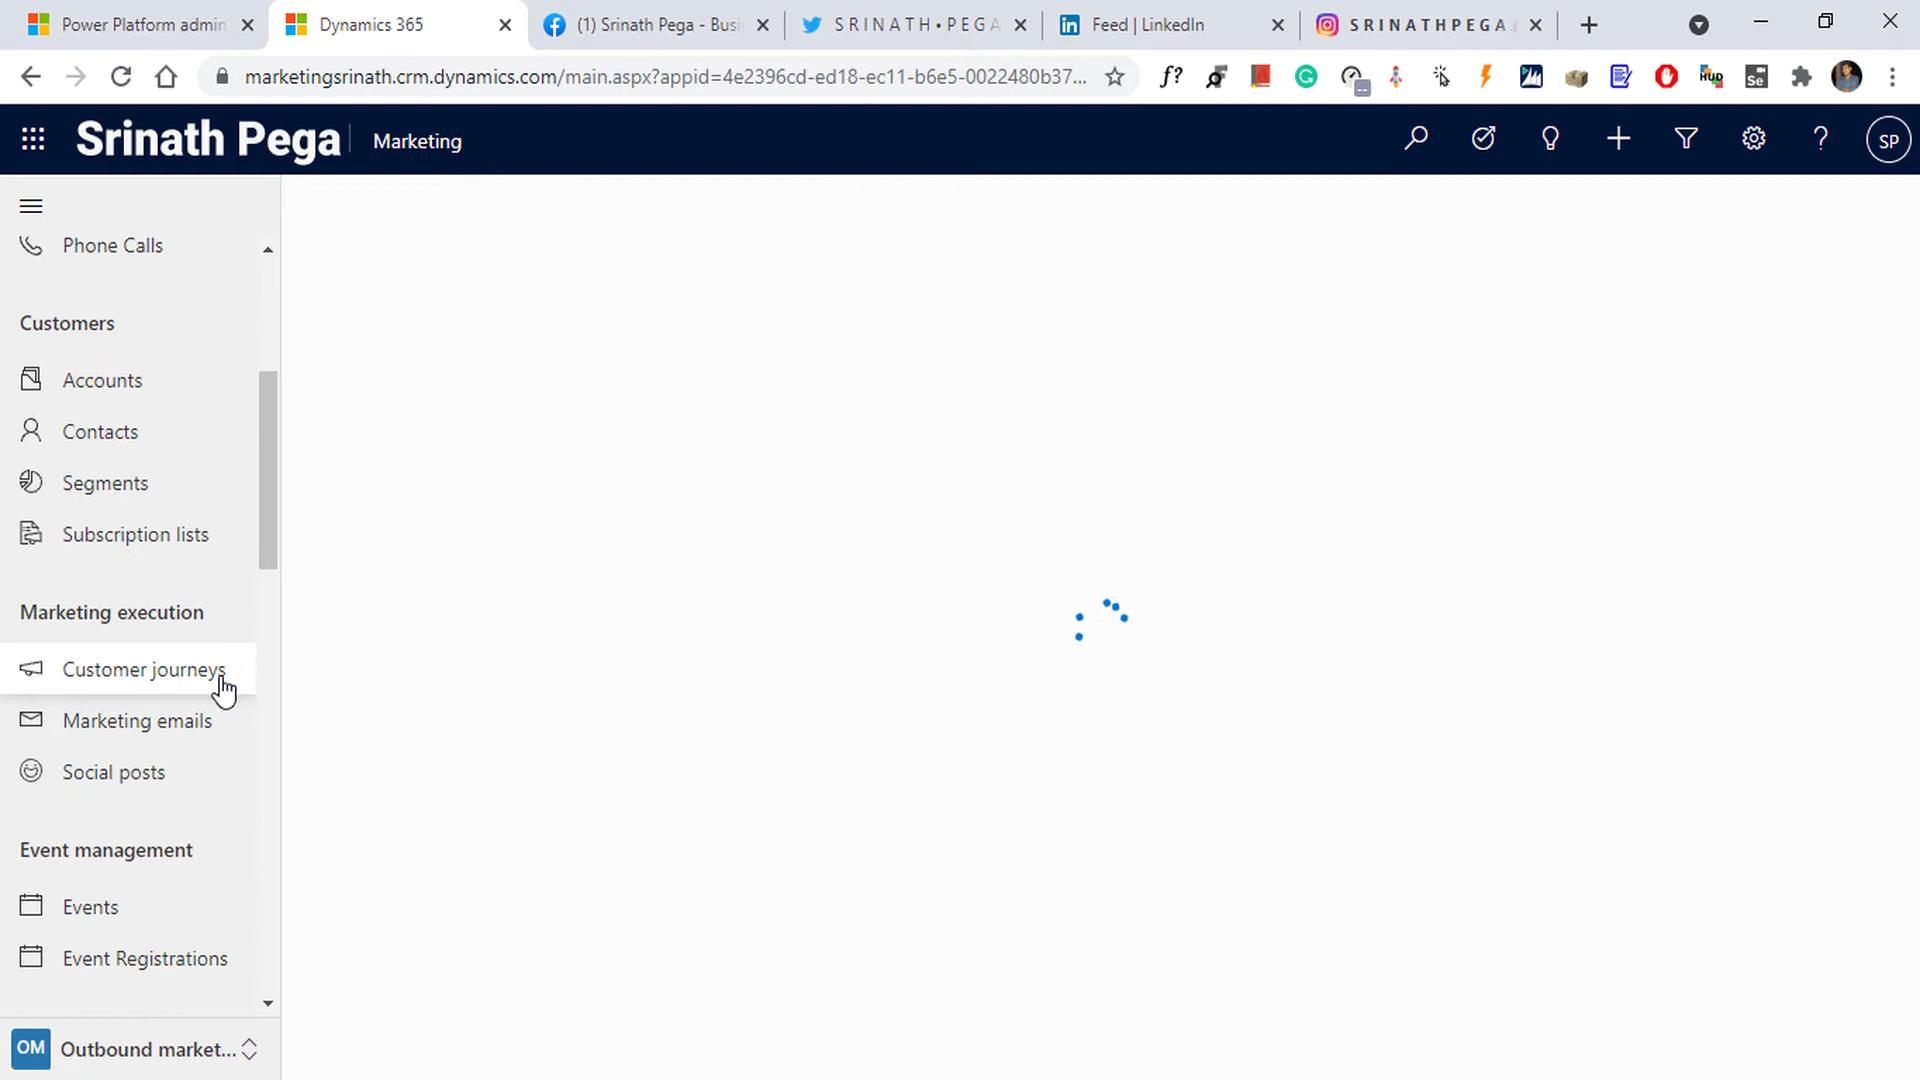 Power Platform admin
Dynamics 365
(1) Srinath Pega - Busi
SRINATH•PEGA
Feed | LinkedIn
SRINATHPEGA
marketingsrinath.crm.dynamics.com/main.aspx?appid=4e2396cd-ed18-ec11-b6e5-0022480b37...
Srinath Pega
Marketing
SP
Phone Calls
Customers
Accounts
Contacts
Segments
Subscription lists
Marketing execution
Customer journeys
Marketing emails
Social posts
Event management
Events
Event Registrations
OM
Outbound market...